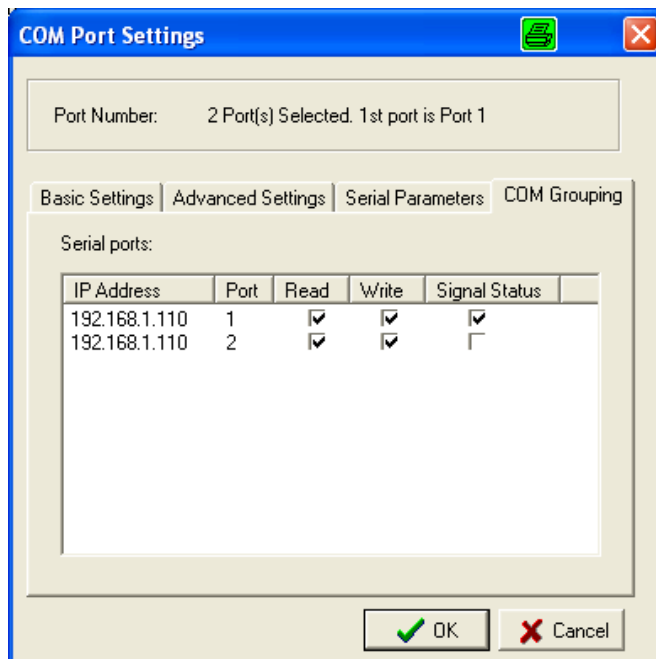 COM Port Settings
Port Number: 2 Port(s) Selected. 1st port is Port 1
Basic Settings Advanced Settings Serial Parameters COM Grouping
Serial ports:
IP Address Port Read Write Signal Status
192.168.1.110 1
192.168.1.110 2
OK Cancel